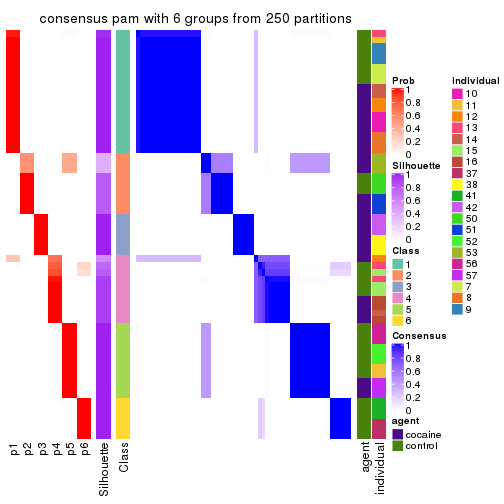 consensus pam with 6 groups from 250 partitions
p1
p2
p3
p4
p5
p6
Silhouette
Class
agent
individual
Prob
1
0.8
0.6
0.4
0.2
0
Silhouette
1
0.8
0.6
0.4
0.2
0
Class
1
2
3
4
5
6
Consensus
1
0.8
0.6
0.4
0.2
0
agent
cocaine
control
individual
10
11
12
13
14
15
16
37
38
41
42
50
51
52
53
56
57
7
8
9